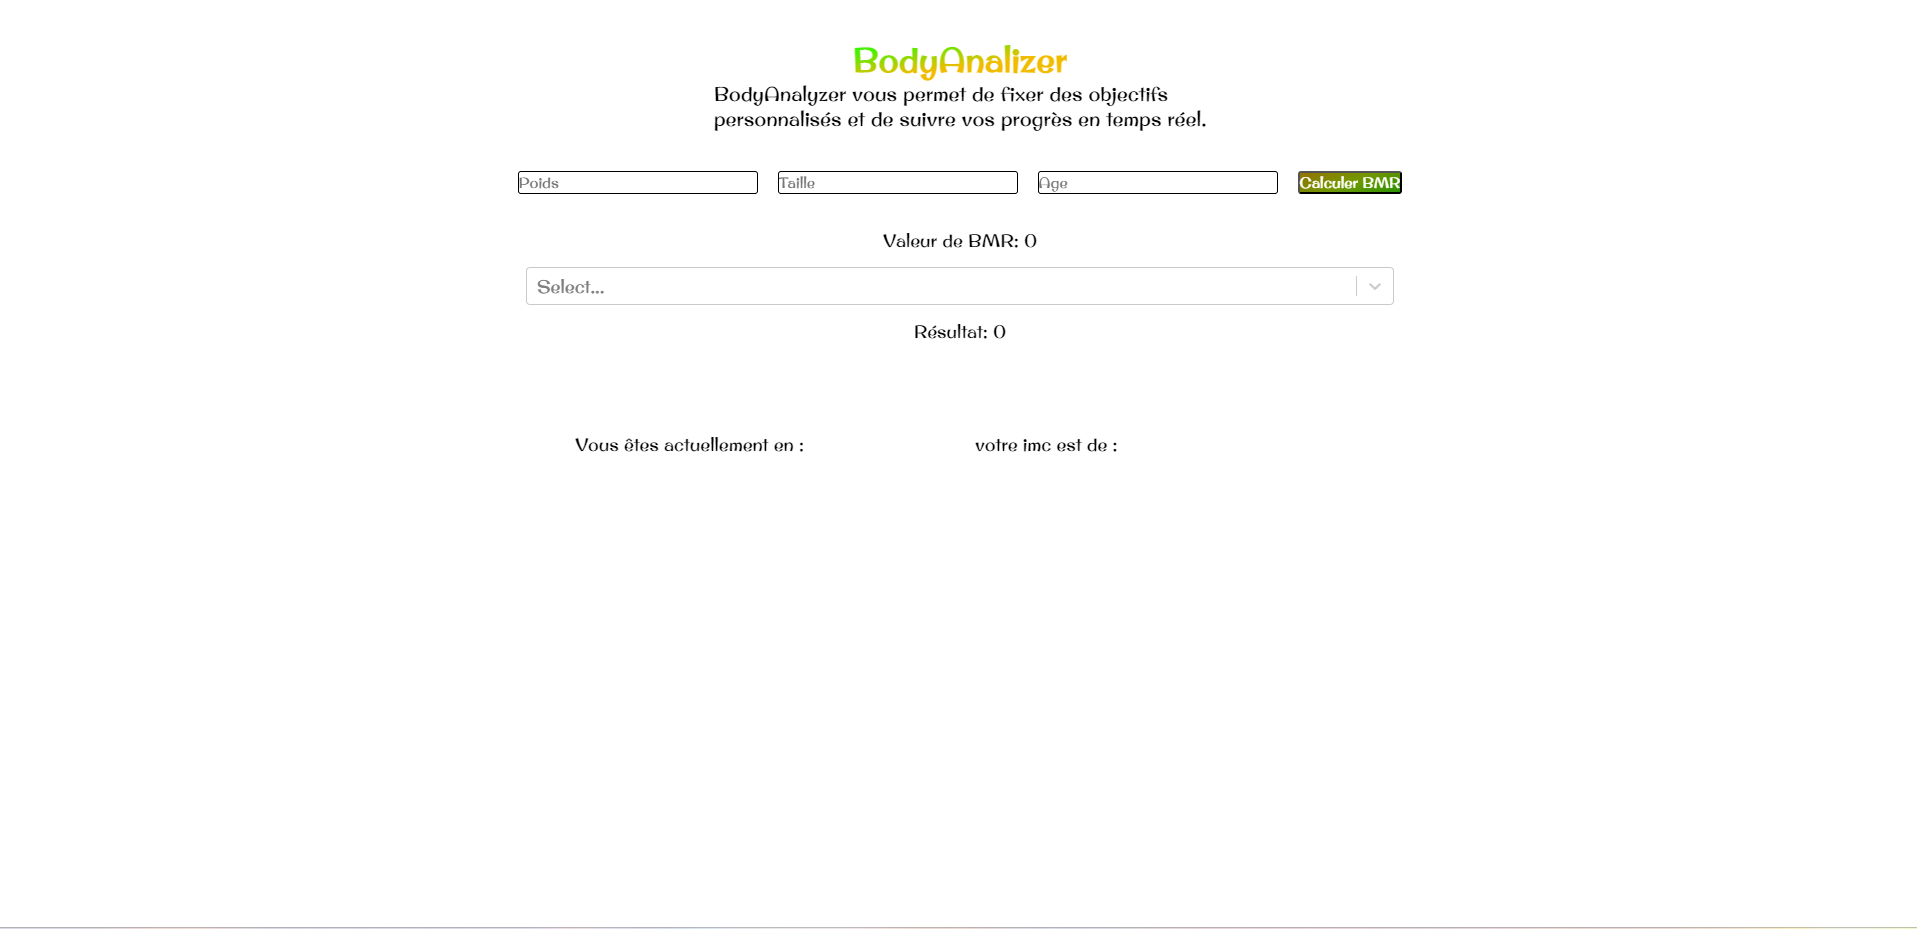 BodyAnalizer
BodyAnalyzer vous permet de fixer des objectifs
personnalisés et de suivre vos progrès en temps réel.
Poids Taille Age Calculer BMR
Valeur de BMR: 0
Select...
Résultat: 0
Vous êtes actuellement en : votre imc est de :